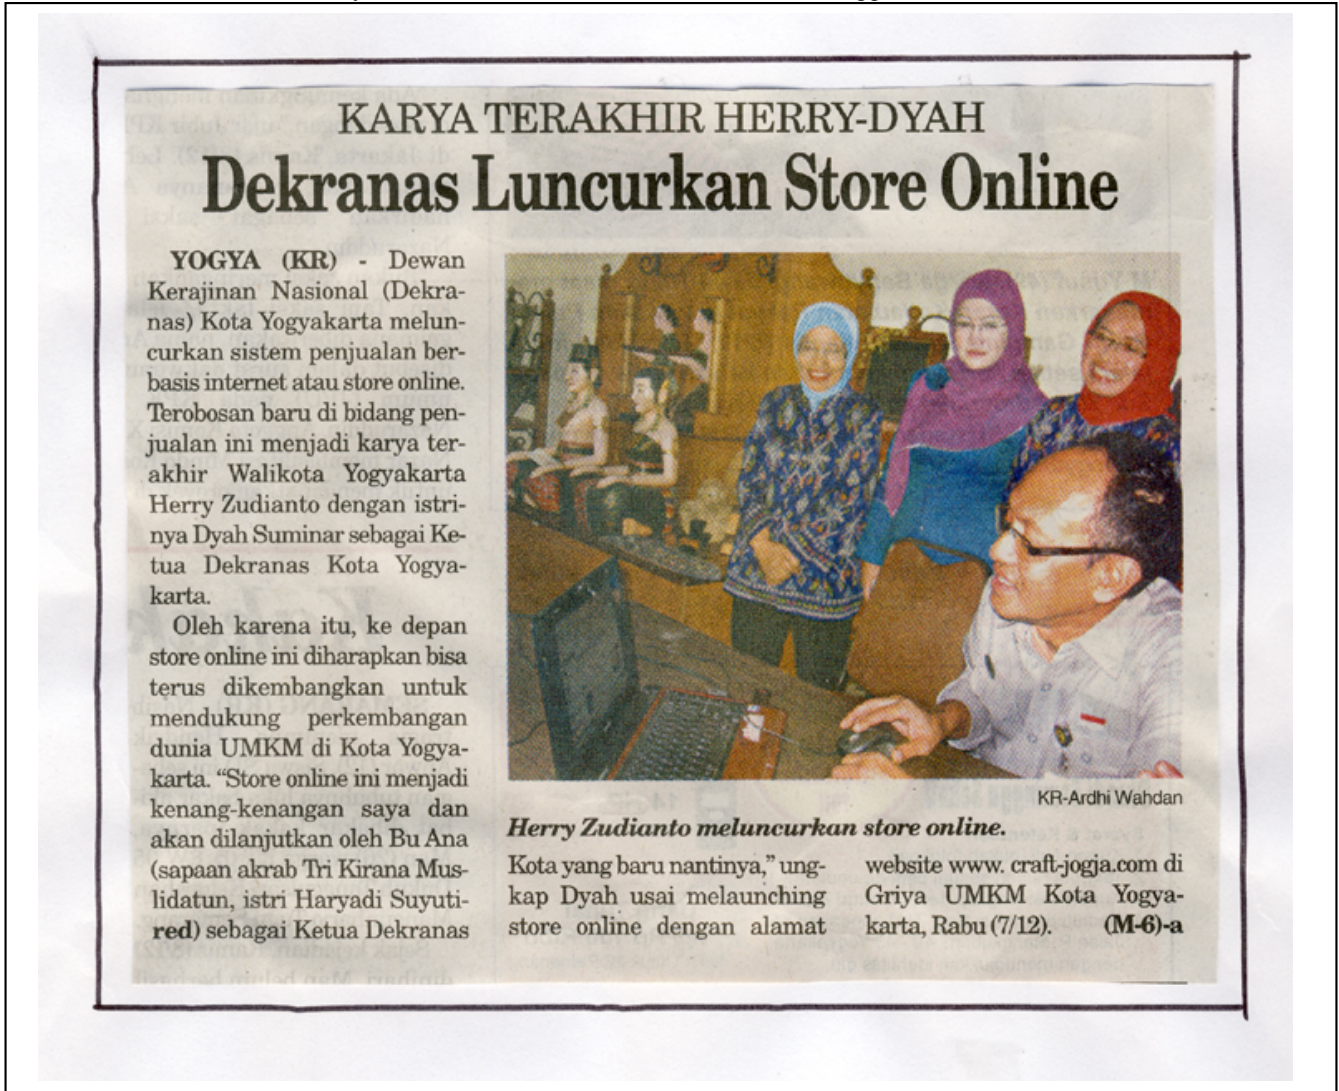 KARYA TERAKHIR HERRY-DYAH
Dekranas Luncurkan Store Online
YOGYA (KR) - Dewan
Kerajinan Nasional (Dekra-
nas) Kota Yogyakarta melun-
curkan sistem penjualan ber-
basis internet atau store online.
Terobosan baru di bidang pen-
jualan ini menjadi karya ter-
akhir Walikota Yogyakarta
Herry Zudianto dengan istri-
nya Dyah Suminar sebagai Ke-
tua Dekranas Kota Yogya-
karta.
Oleh karena itu, ke depan
store online ini diharapkan bisa
terus dikembangkan untuk
mendukung perkembangan
dunia UMKM di Kota Yogya-
karta. “Store online ini menjadi
kenang-kenangan saya dan
akan dilanjutkan oleh Bu Ana
(sapaan akrab Tri Kirana Mus-
lidatun, istri Haryadi Suyuti-
red) sebagai Ketua Dekranas
KR-Ardhi Wahdan
Herry Zudianto meluncurkan store online.
Kota yang baru nantinya,” ung-
kap Dyah usai melaunching
store online dengan alamat
website www. craft-jogja.com di
Griya UMKM Kota Yogya-
karta, Rabu (7/12). (M-6)-a